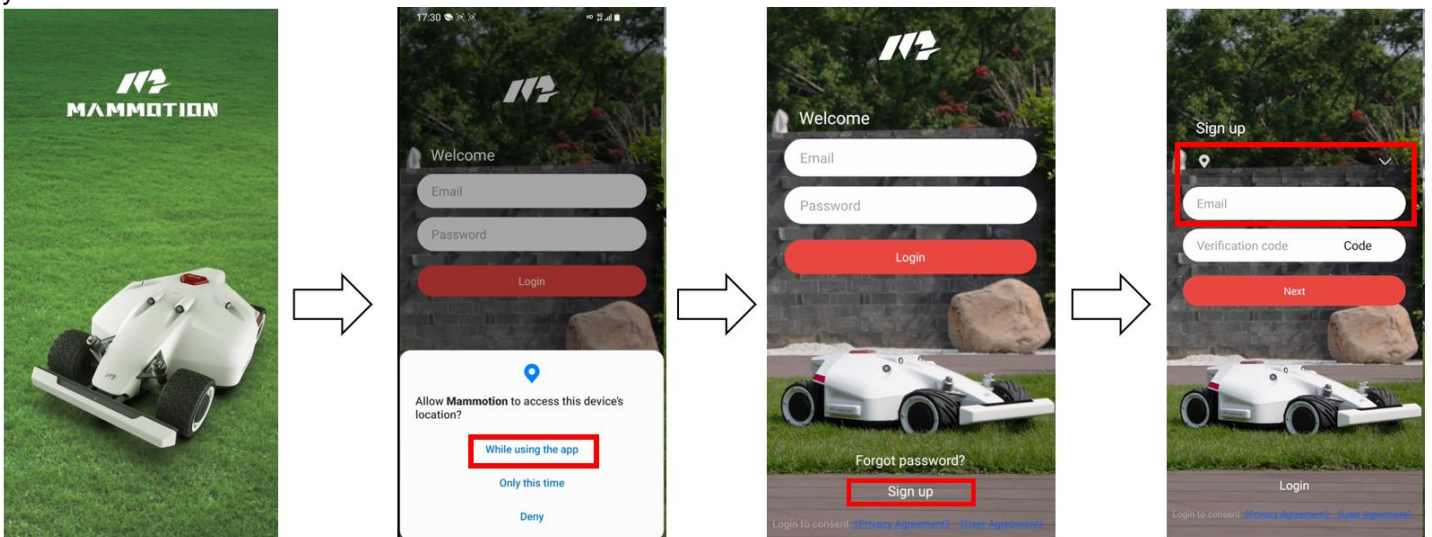 y
MAMMOTION
17:30
Welcome
Email
Password
Login
Allow Mammotion to access this device's
location?
While using the app
Only this time
Deny
Welcome
Email
Password
Login
Forgot password?
Sign up
Login to consent 《Privacy Agreement》 《User Agreement》
Sign up
Email
Verification code Code
Next
Login
Login to consent 《Privacy Agreement》 《User Agreement》